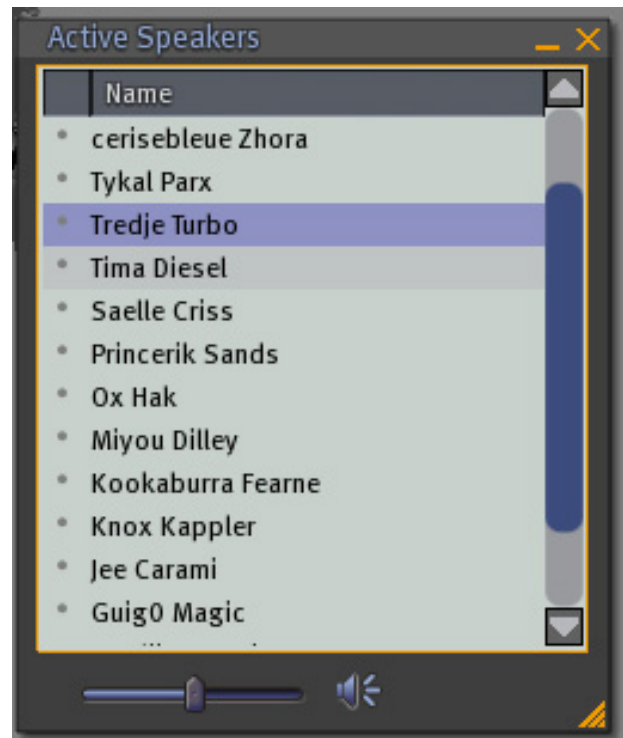 Active Speakers
Name
cerisebleue Zhora
Tykal Parx
Tredje Turbo
Tima Diesel
Saelle Criss
Princerik Sands
Ox Hak
Miyou Dilley
Kookaburra Fearne
Knox Kappler
Jee Carami
Guig0 Magic